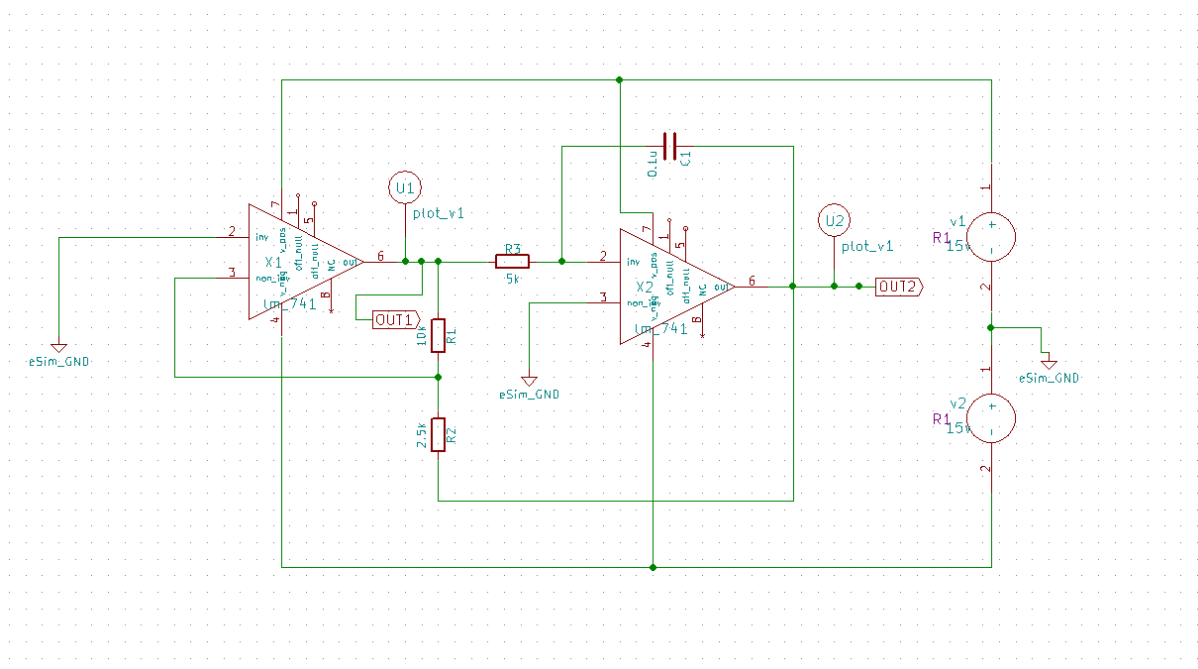 C1
0.1u
U1
plot_v1
7
1
5
2
inv
v_pos
off_null
off_null
X1
3
non_inv
v_neg
NC
out
6
lm_741
8
4
OUT1
10k
R1
2.5k
R2
R3
5k
eSim_GND
7
1
5
2
inv
v_pos
off_null
off_null
X2
3
v_neg
NC
6
lm_741
8
4
eSim_GND
U2
plot_v1
OUT2
1
v1
R1
15v
+
-
2
eSim_GND
1
v2
R1
15v
+
-
2